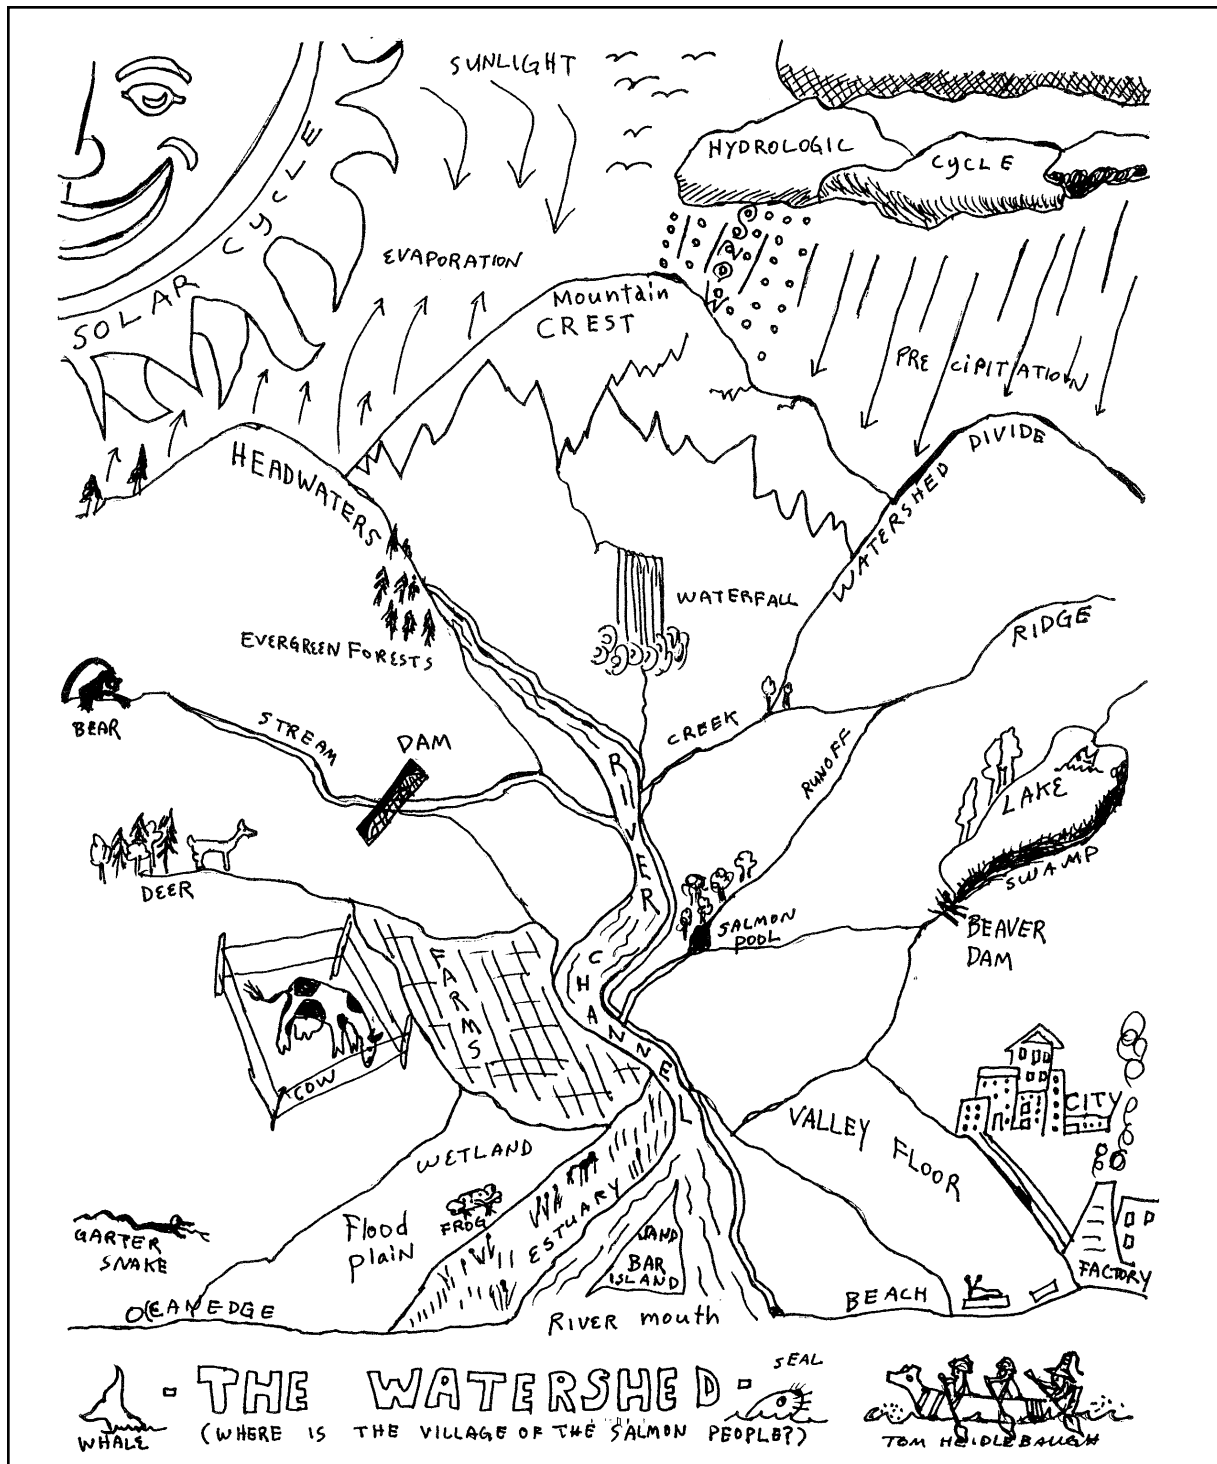 SUNLIGHT
SOLAR CYCLE
HYDROLOGIC
CYCLE
EVAPORATION
Mountain
CREST
PRECIPITATION
HEADWATERS
WATERSHED DIVIDE
WATERFALL
EVERGREEN FORESTS
RIDGE
BEAR
STREAM
DAM
CREEK
RUNOFF
RIVER CHANNEL
LAKE
SWAMP
DEER
SALMON
POOL
BEAVER
DAM
FARMS
COW
CITY
VALLEY FLOOR
WETLAND
Flood
plain
FROG
ESTUARY
SAND
BAR
ISLAND
GARTER
SNAKE
FACTORY
OCEAN EDGE
RIVER mouth
BEACH
SEAL
- THE WATERSHED -
WHALE
(WHERE IS THE VILLAGE OF THE SALMON PEOPLE?)
TOM HEIDLEBAUGH